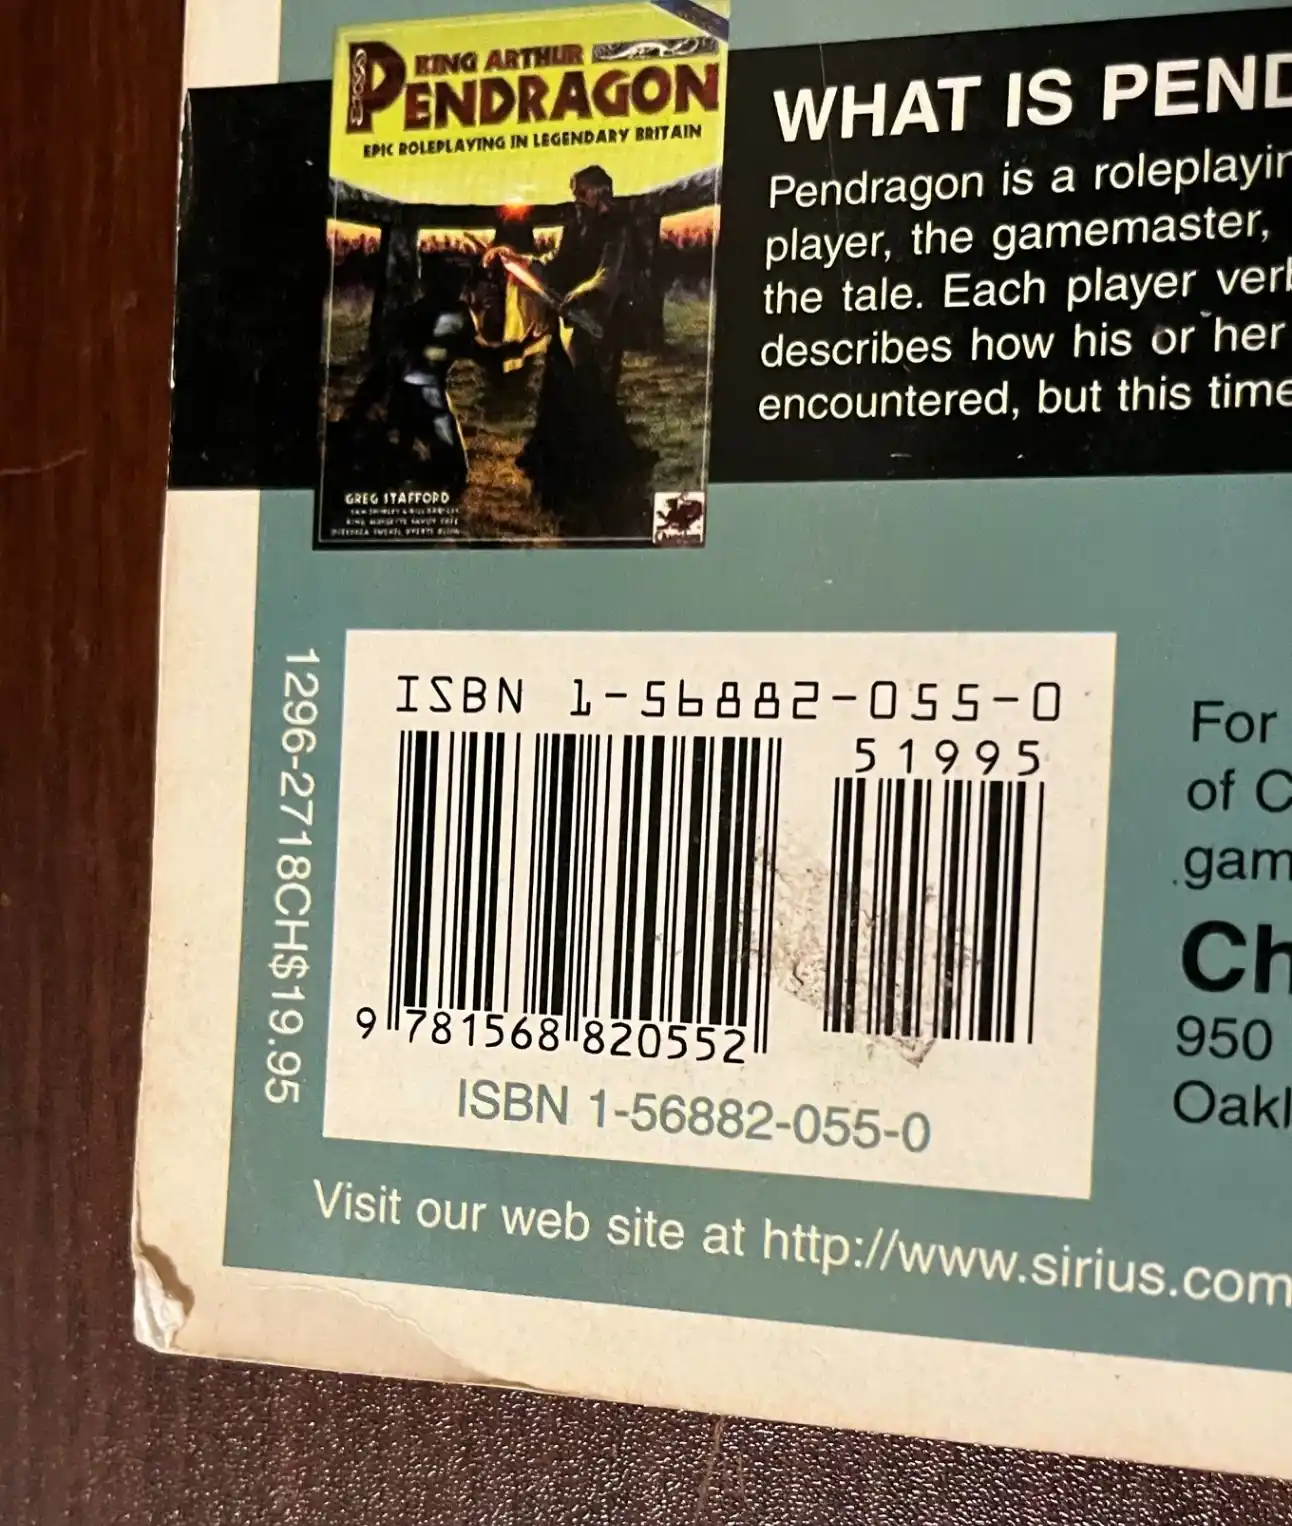 KING ARTHUR
PENDRAGON
EPIC ROLEPLAYING IN LEGENDARY BRITAIN
GREG STAFFORD
WHAT IS PEND
Pendragon is a roleplayin
player, the gamemaster,
the tale. Each player verb
describes how his or her
encountered, but this time
1296-2718CH$19.95
ISBN 1-56882-055-0
51995
9 781568 820552
ISBN 1-56882-055-0
For
of C
gam
Ch
950
Oakl
Visit our web site at http://www.sirius.com